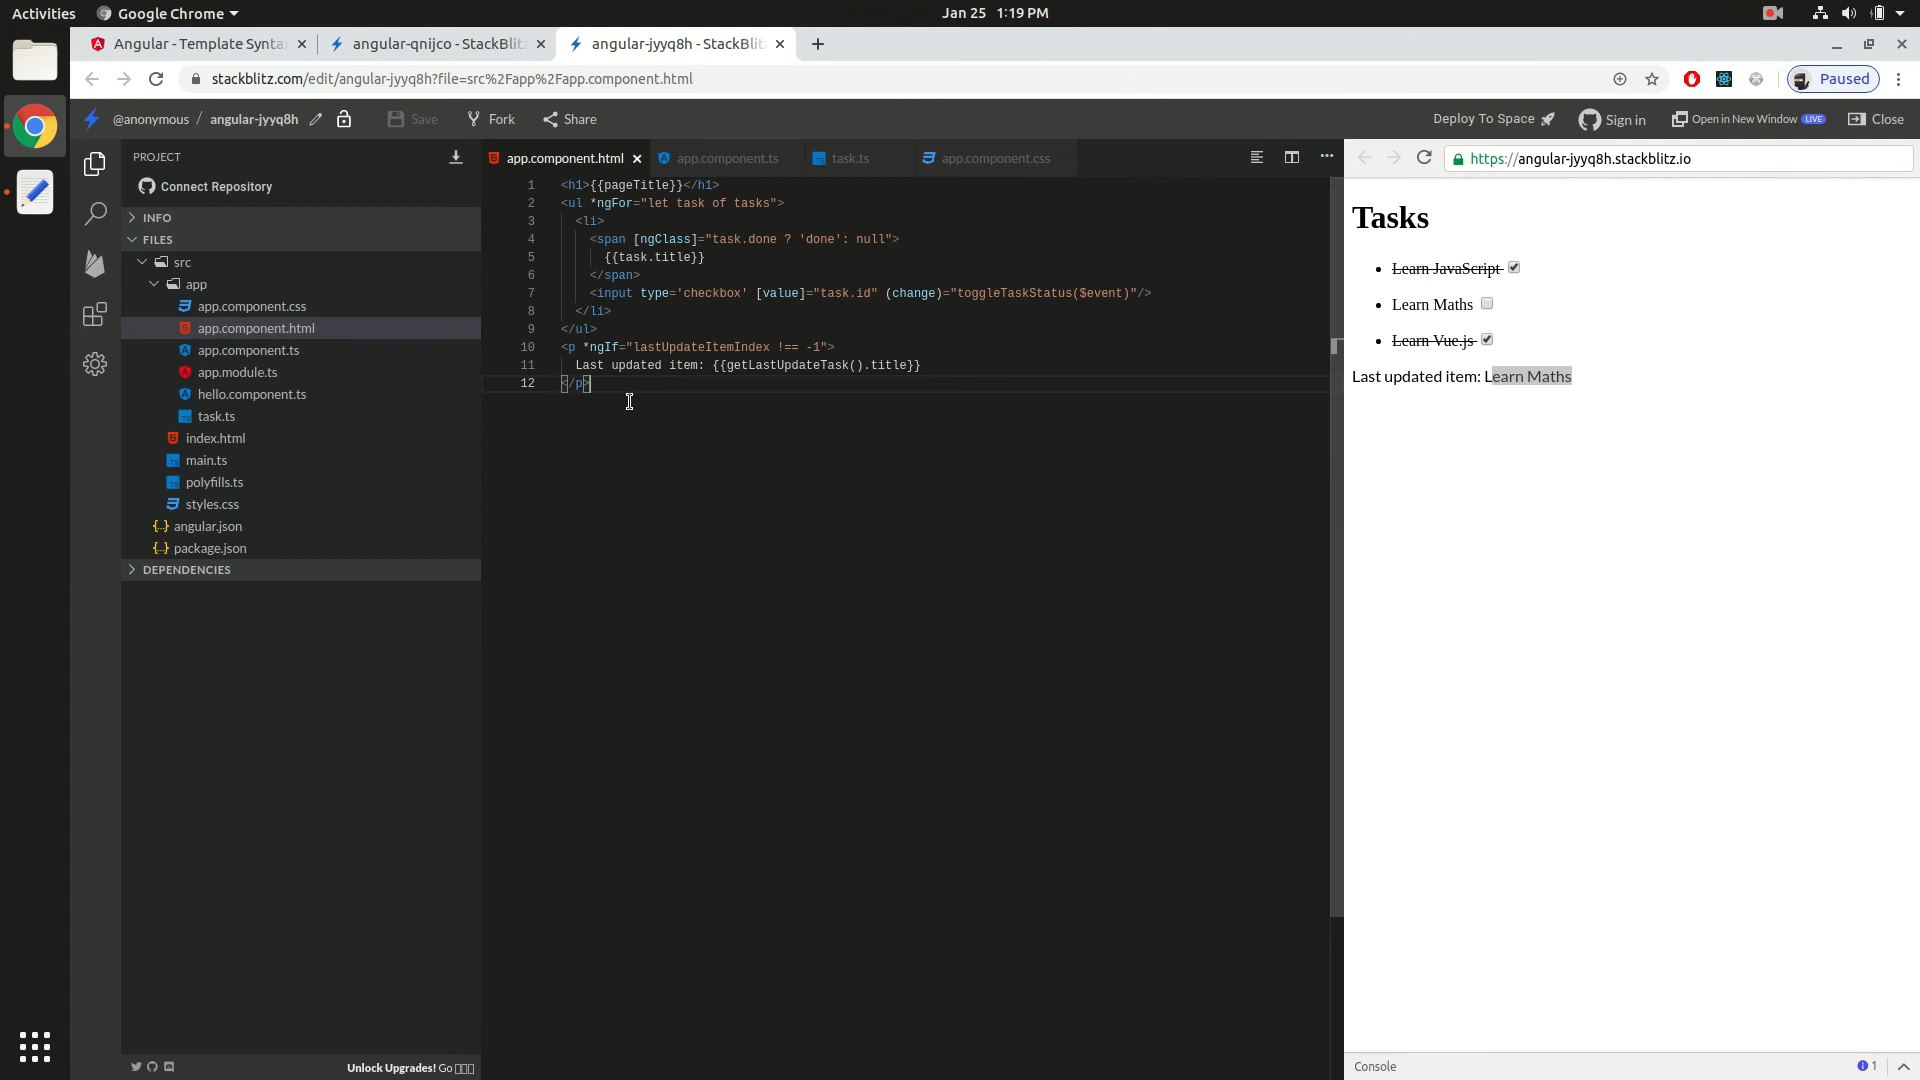 Activities
Google Chrome
Jan 25 1:19 PM
Angular - Template Synta
angular-qnijco - StackBlitz
angular-jyyq8h - StackBlitz
stackblitz.com/edit/angular-jyyq8h?file=src%2Fapp%2Fapp.component.html
Paused
@anonymous / angular-jyyq8h
Save
Fork
Share
Deploy To Space
Sign in
Open in New Window LIVE
Close
PROJECT
Connect Repository
INFO
FILES
src
app
app.component.css
app.component.html
app.component.ts
app.module.ts
hello.component.ts
task.ts
index.html
main.ts
polyfills.ts
styles.css
angular.json
package.json
DEPENDENCIES
Unlock Upgrades! Go
app.component.html
app.component.ts
task.ts
app.component.css
1 <h1>{{pageTitle}}</h1>
2 <ul *ngFor="let task of tasks">
3 <li>
4 <span [ngClass]="task.done ? 'done': null">
5 {{task.title}}
6 </span>
7 <input type='checkbox' [value]="task.id" (change)="toggleTaskStatus($event)"/>
8 </li>
9 </ul>
10 <p *ngIf="lastUpdateItemIndex !== -1">
11 Last updated item: {{getLastUpdateTask().title}}
12 </p>
https://angular-jyyq8h.stackblitz.io
Tasks
Learn JavaScript
Learn Maths
Learn Vue.js
Last updated item: Learn Maths
Console
1